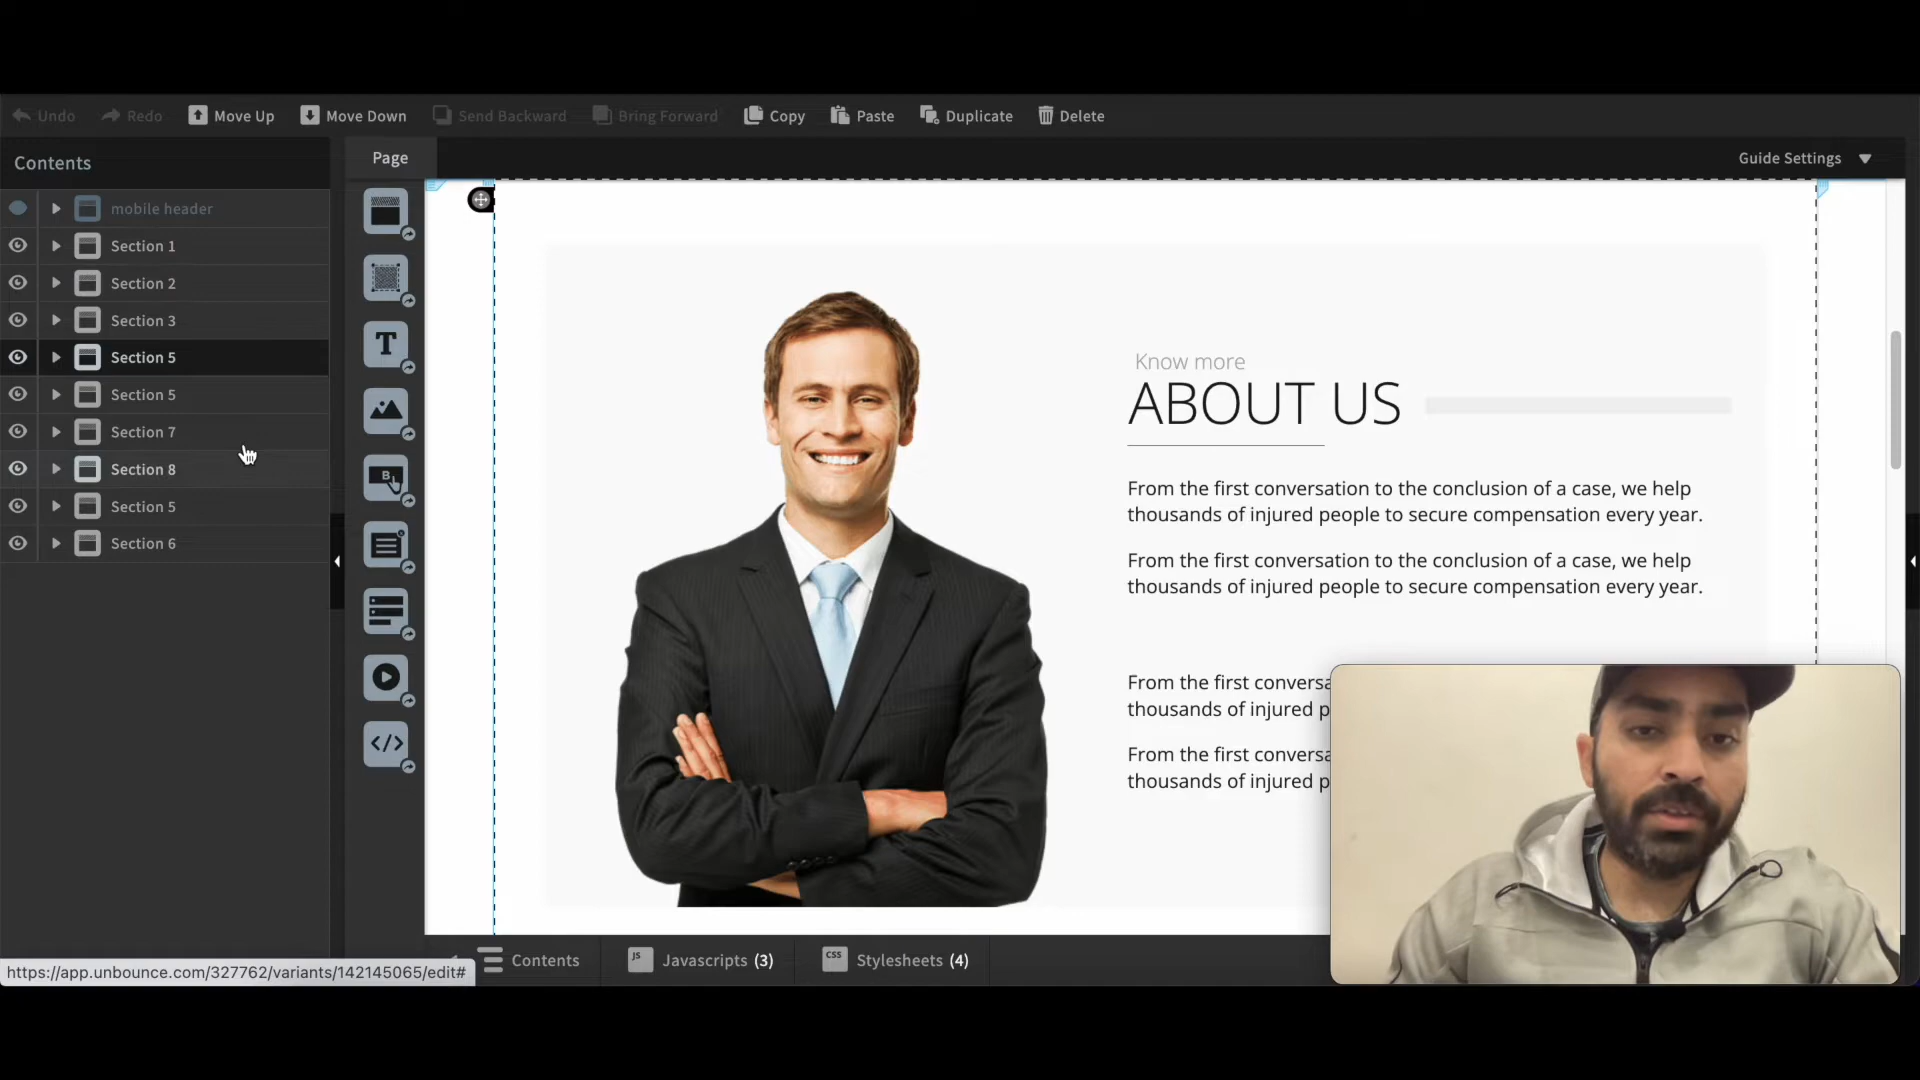 Undo Redo Move Up Move Down Send Backward Bring Forward Copy Paste Duplicate Delete
Contents
Page
Guide Settings
mobile header
Section 1
Section 2
Section 3
Section 5
Section 5
Section 7
Section 8
Section 5
Section 6
T
B
</>
Know more
ABOUT US
From the first conversation to the conclusion of a case, we help
thousands of injured people to secure compensation every year.
From the first conversation to the conclusion of a case, we help
thousands of injured people to secure compensation every year.
From the first conversa
thousands of injured p
From the first conversa
thousands of injured p
Contents
JS Javascripts (3)
CSS Stylesheets (4)
https://app.unbounce.com/327762/variants/142145065/edit#